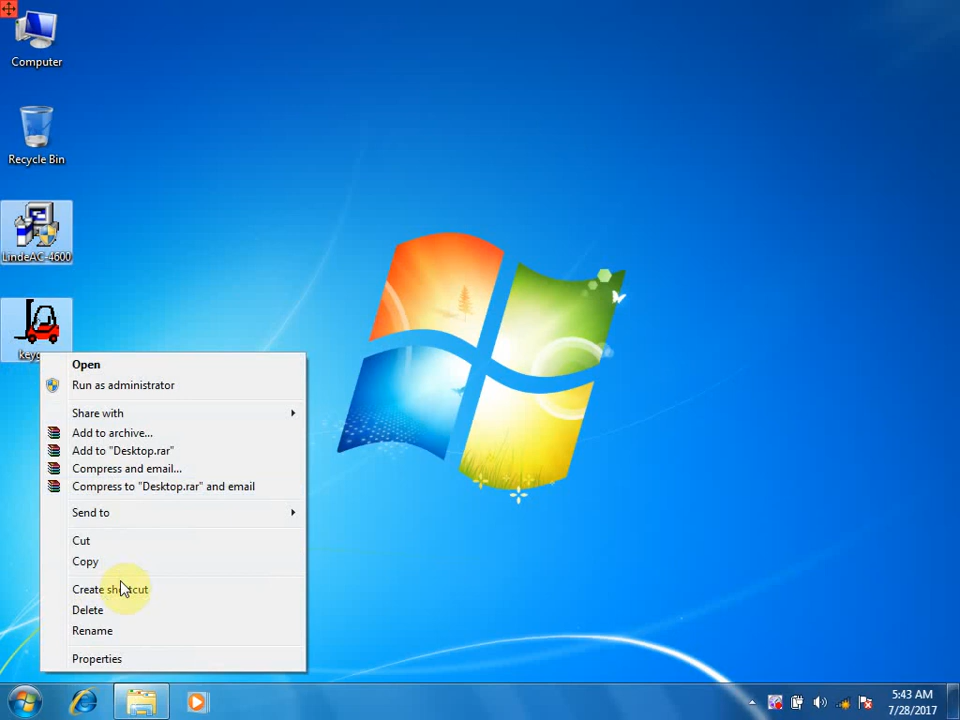 Computer
Recycle Bin
LindeAC-4600
Open
Run as administrator
Share with
Add to archive...
Add to "Desktop.rar"
Compress and email...
Compress to "Desktop.rar" and email
Send to
Cut
Copy
Create shortcut
Delete
Rename
Properties
5:43 AM
7/28/2017